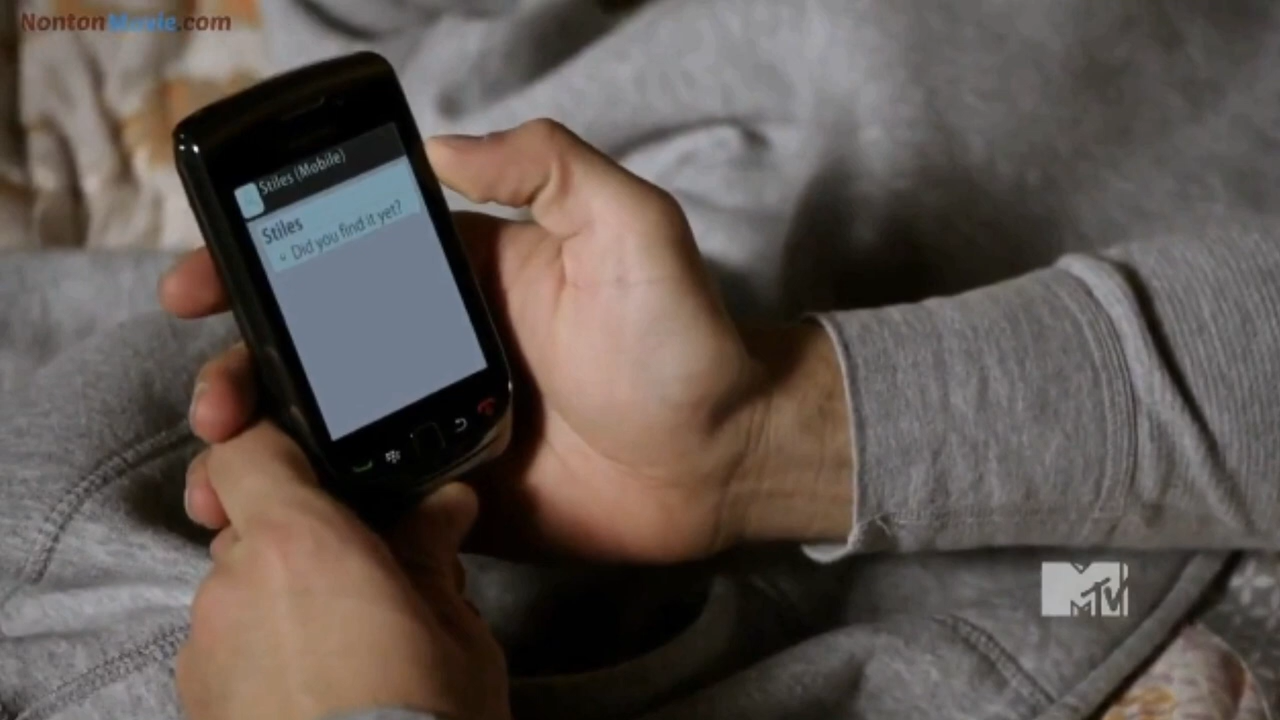 NontonMovie.com
Stiles (Mobile)
Stiles
Did you find it yet?
MTV